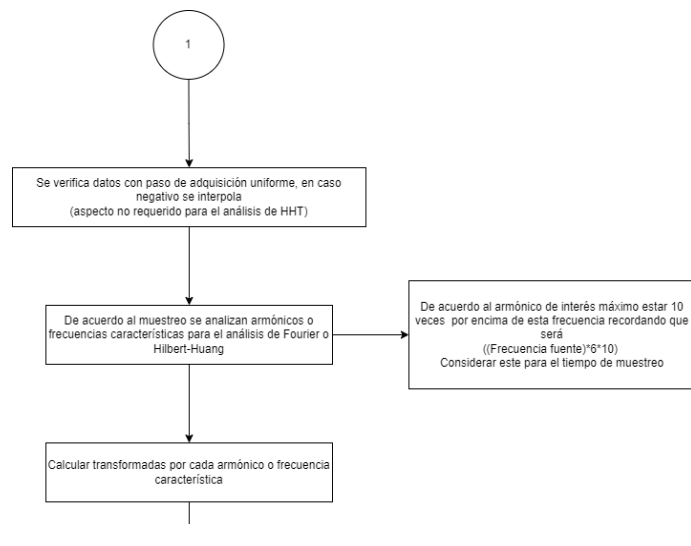 1
Se verifica datos con paso de adquisición uniforme, en caso
negativo se interpola
(aspecto no requerido para el análisis de HHT)
De acuerdo al muestreo se analizan armónicos o
frecuencias características para el análisis de Fourier o
Hilbert-Huang
De acuerdo al armónico de interés máximo estar 10
veces por encima de esta frecuencia recordando que
será
((Frecuencia fuente)*6*10)
Considerar este para el tiempo de muestreo
Calcular transformadas por cada armónico o frecuencia
característica